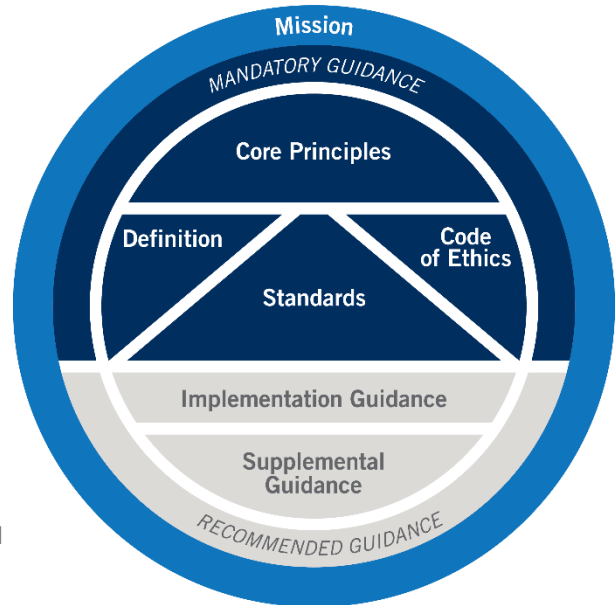 Mission
MANDATORY GUIDANCE
Core Principles
Definition
Code
of Ethics
Standards
Implementation Guidance
Supplemental
Guidance
RECOMMENDED GUIDANCE